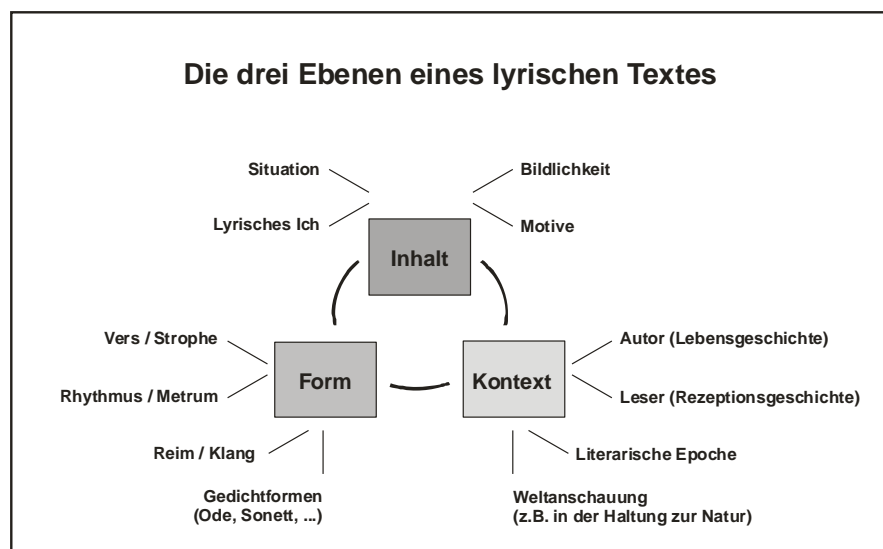 Die drei Ebenen eines lyrischen Textes
Situation
Bildlichkeit
Lyrisches Ich
Motive
Inhalt
Vers / Strophe
Autor (Lebensgeschichte)
Form
Kontext
Rhythmus / Metrum
Leser (Rezeptionsgeschichte)
Reim / Klang
Literarische Epoche
Gedichtformen
(Ode, Sonett, ...)
Weltanschauung
(z.B. in der Haltung zur Natur)